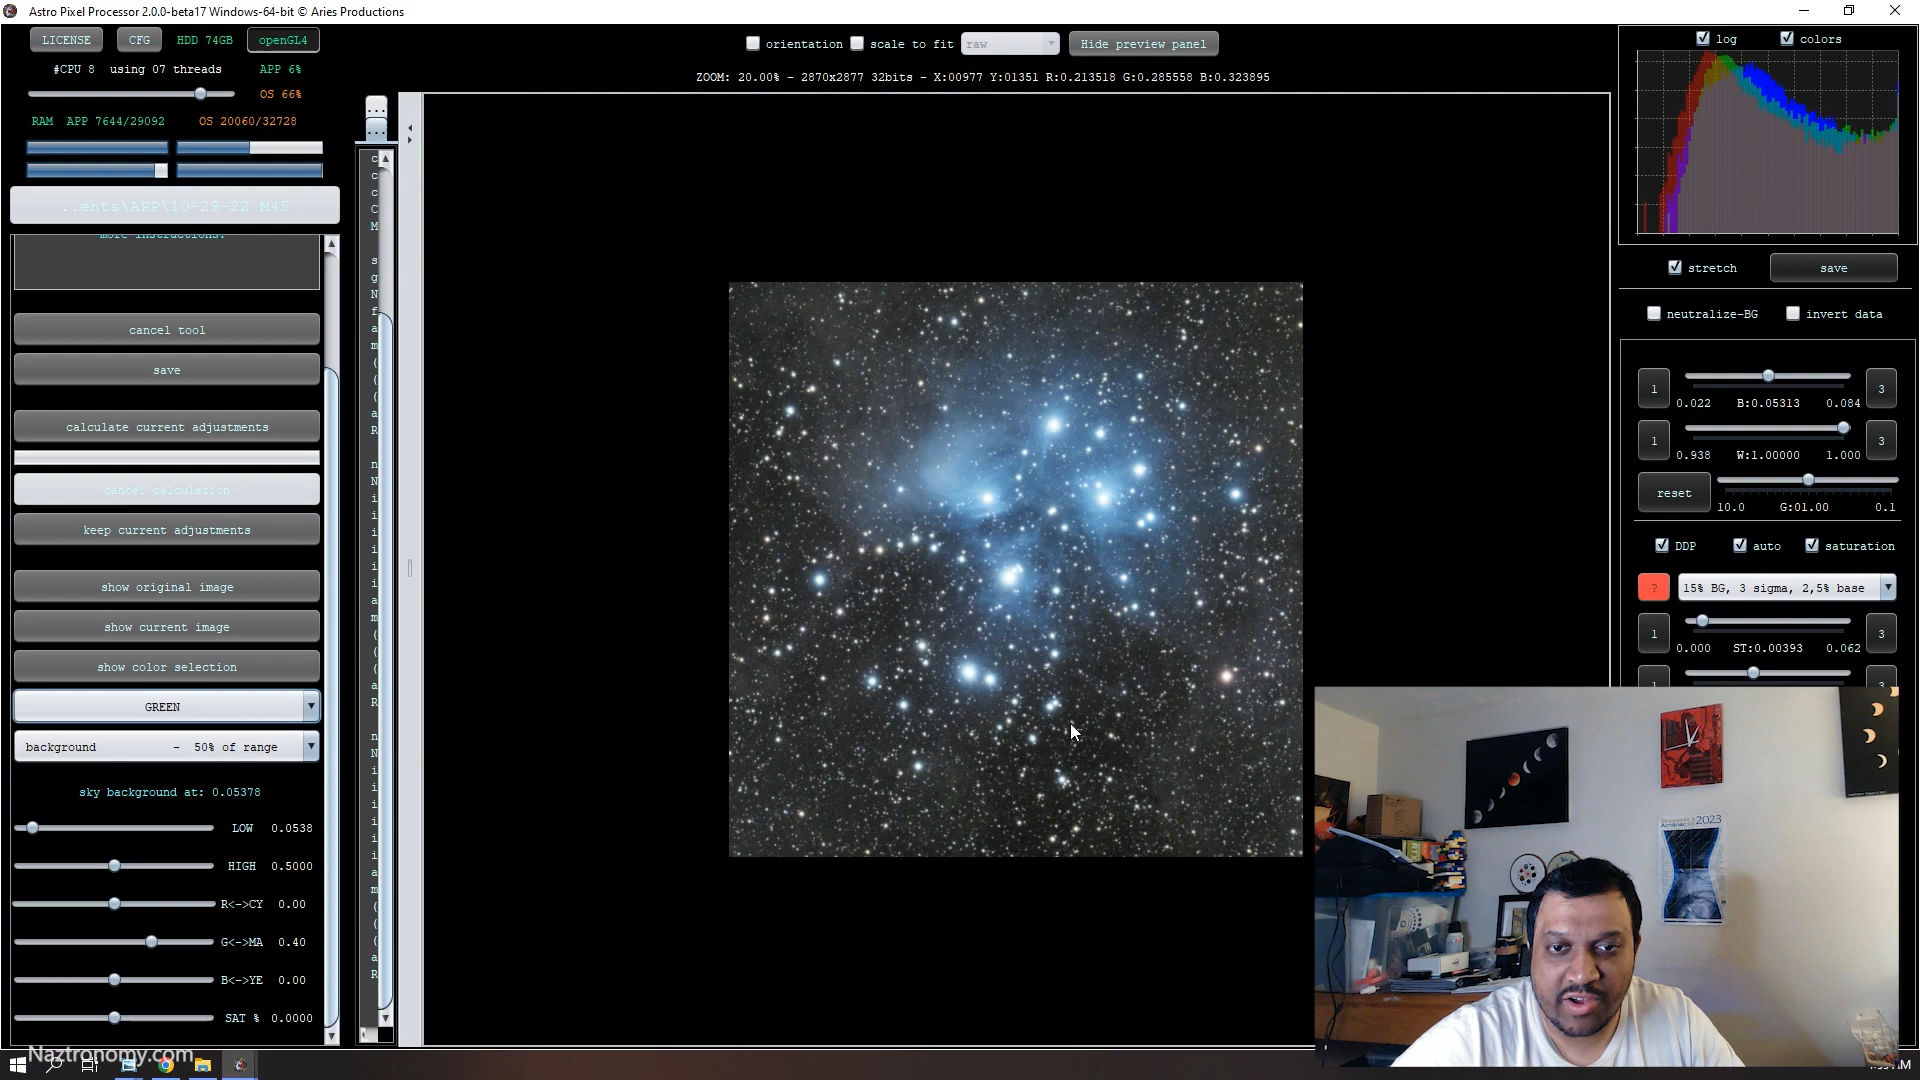 Astro Pixel Processor 2.0.0-beta17 Windows-64-bit © Aries Productions
LICENSE CFG HDD 74GB openGL4
#CPU 8 using 07 threads APP 6%
OS 66%
RAM APP 7644/29092 OS 20060/32728
..ents\APP\10-29-22 M45
more instructions.
cancel tool
save
calculate current adjustments
cancel calculation
keep current adjustments
show original image
show current image
show color selection
GREEN
background - 50% of range
sky background at: 0.05378
LOW 0.0538
HIGH 0.5000
R<->CY 0.00
G<->MA 0.40
B<->YE 0.00
SAT % 0.0000
Naztronomy.com
...
...
c
c
c
C
M
s
g
N
f
a
m
(
(
(
a
R
n
N
i
i
i
i
i
i
a
m
(
(
(
a
R
n
N
i
i
i
i
i
i
a
m
(
(
(
a
R
orientation scale to fit raw Hide preview panel
ZOOM: 20.00% - 2870x2877 32bits - X:00977 Y:01351 R:0.213518 G:0.285558 B:0.323895
log colors
stretch save
neutralize-BG invert data
1 3
0.022 B:0.05313 0.084
1 3
0.938 W:1.00000 1.000
reset
10.0 G:01.00 0.1
DDP auto saturation
? 15% BG, 3 sigma, 2,5% base
1 3
0.000 ST:0.00393 0.062
2023
AM